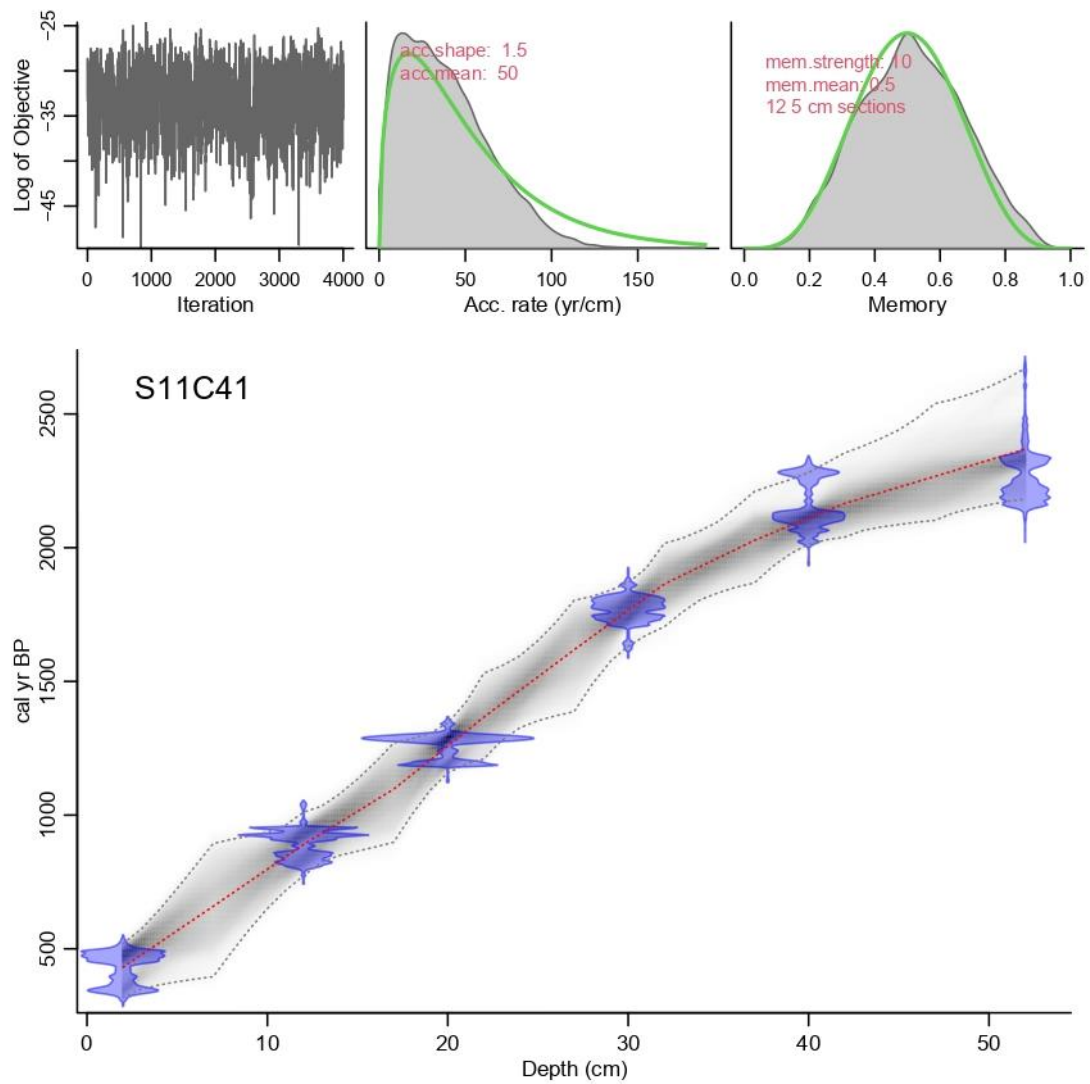 -25
-35
-45
Log of Objective
0 1000 2000 3000 4000
Iteration
acc.shape: 1.5
acc.mean: 50
0 50 100 150
Acc. rate (yr/cm)
mem.strength: 10
mem.mean: 0.5
12 5 cm sections
0.0 0.2 0.4 0.6 0.8 1.0
Memory
S11C41
2500
2000
1500
1000
500
cal yr BP
0 10 20 30 40 50
Depth (cm)